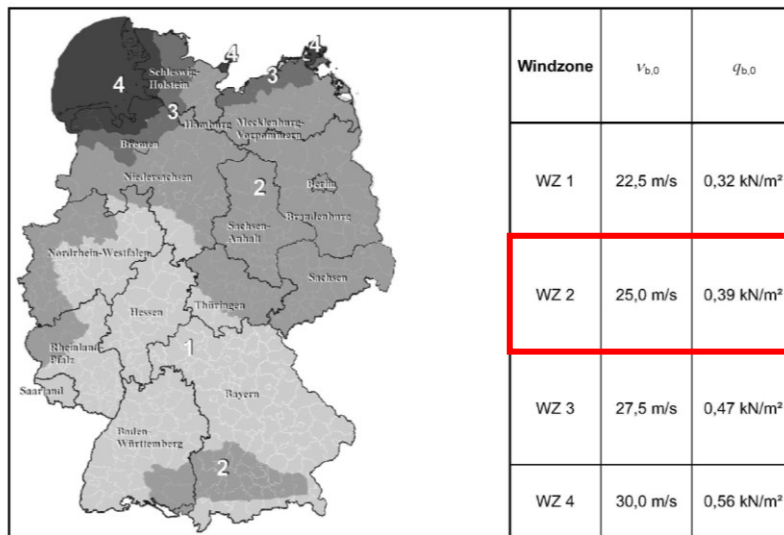 4
4
4
Schleswig-
Holstein
3
3
Hamburg
Mecklenburg-
Vorpommern
Bremen
Niedersachsen
2
Berlin
Brandenburg
Sachsen-
Anhalt
Nordrhein-Westfalen
Sachsen
Thüringen
Hessen
Rheinland-
Pfalz
1
Saarland
Bayern
Baden-
Württemberg
2
Windzone vb,0 qb,0
WZ 1 22,5 m/s 0,32 kN/m²
WZ 2 25,0 m/s 0,39 kN/m²
WZ 3 27,5 m/s 0,47 kN/m²
WZ 4 30,0 m/s 0,56 kN/m²